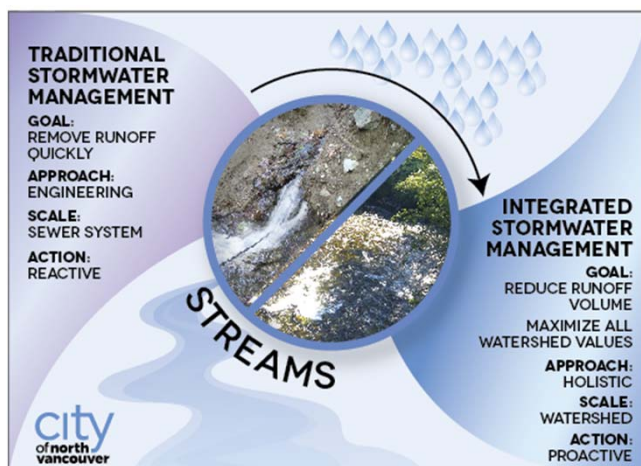 TRADITIONAL
STORMWATER
MANAGEMENT
GOAL:
REMOVE RUNOFF
QUICKLY
APPROACH:
ENGINEERING
SCALE:
SEWER SYSTEM
ACTION:
REACTIVE
STREAMS
INTEGRATED
STORMWATER
MANAGEMENT
GOAL:
REDUCE RUNOFF
VOLUME
MAXIMIZE ALL
WATERSHED VALUES
APPROACH:
HOLISTIC
SCALE:
WATERSHED
ACTION:
PROACTIVE
city
of north
vancouver